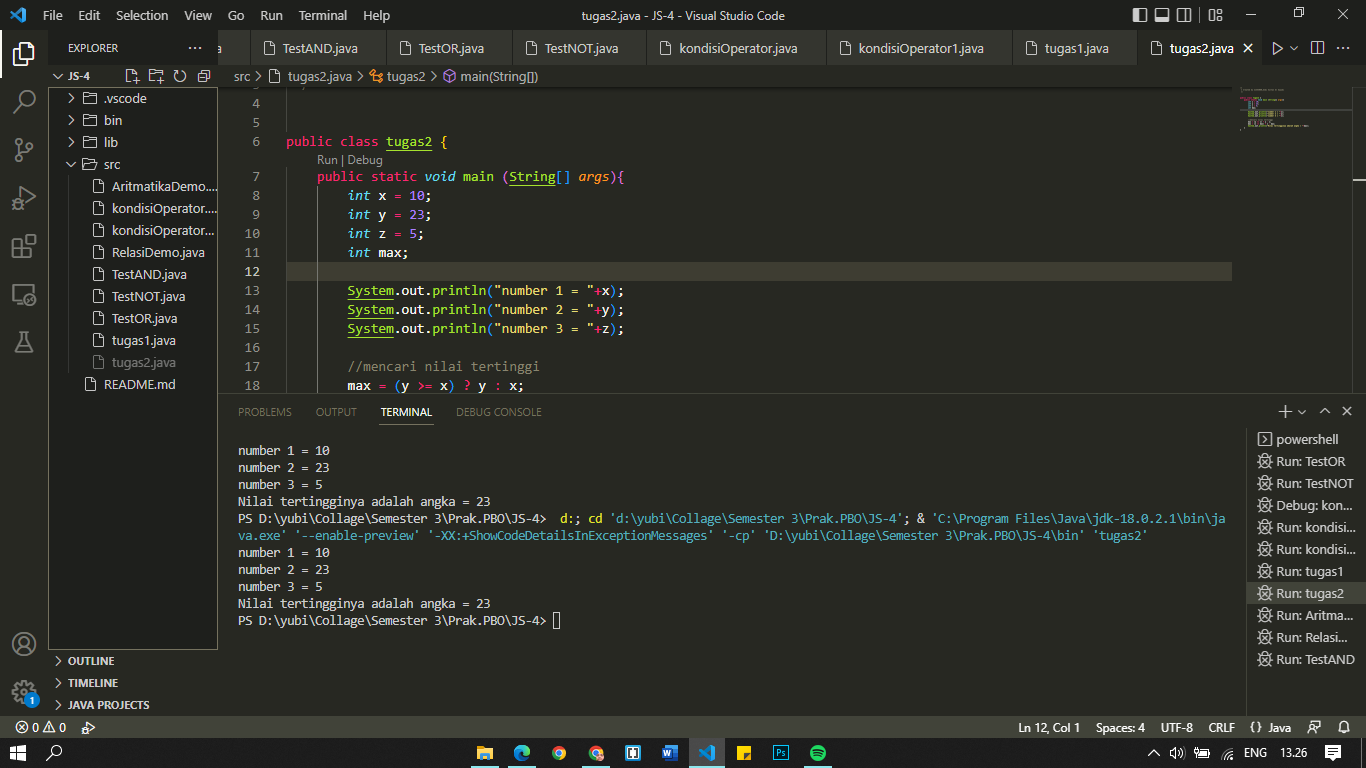 File Edit Selection View Go Run Terminal Help
tugas2.java - JS-4 - Visual Studio Code
EXPLORER
JS-4
.vscode
bin
lib
src
AritmatikaDemo....
kondisiOperator....
kondisiOperator...
RelasiDemo.java
TestAND.java
TestNOT.java
TestOR.java
tugas1.java
tugas2.java
README.md
OUTLINE
TIMELINE
JAVA PROJECTS
TestAND.java TestOR.java TestNOT.java kondisiOperator.java kondisiOperator1.java tugas1.java tugas2.java
src > tugas2.java > tugas2 > main(String[])
4
5
6 public class tugas2 {
Run | Debug
7 public static void main (String[] args){
8 int x = 10;
9 int y = 23;
10 int z = 5;
11 int max;
12
13 System.out.println("number 1 = "+x);
14 System.out.println("number 2 = "+y);
15 System.out.println("number 3 = "+z);
16
17 //mencari nilai tertinggi
18 max = (y >= x) ? y : x;
PROBLEMS OUTPUT TERMINAL DEBUG CONSOLE
number 1 = 10
number 2 = 23
number 3 = 5
Nilai tertingginya adalah angka = 23
PS D:\yubi\Collage\Semester 3\Prak.PBO\JS-4> d:; cd 'd:\yubi\Collage\Semester 3\Prak.PBO\JS-4'; & 'C:\Program Files\Java\jdk-18.0.2.1\bin\ja
va.exe' '--enable-preview' '-XX:+ShowCodeDetailsInExceptionMessages' '-cp' 'D:\yubi\Collage\Semester 3\Prak.PBO\JS-4\bin' 'tugas2'
number 1 = 10
number 2 = 23
number 3 = 5
Nilai tertingginya adalah angka = 23
PS D:\yubi\Collage\Semester 3\Prak.PBO\JS-4>
powershell
Run: TestOR
Run: TestNOT
Debug: kon...
Run: kondisi...
Run: kondisi...
Run: tugas1
Run: tugas2
Run: Aritma...
Run: Relasi...
Run: TestAND
1
0 0
Ln 12, Col 1 Spaces: 4 UTF-8 CRLF {} Java
ENG 13.26